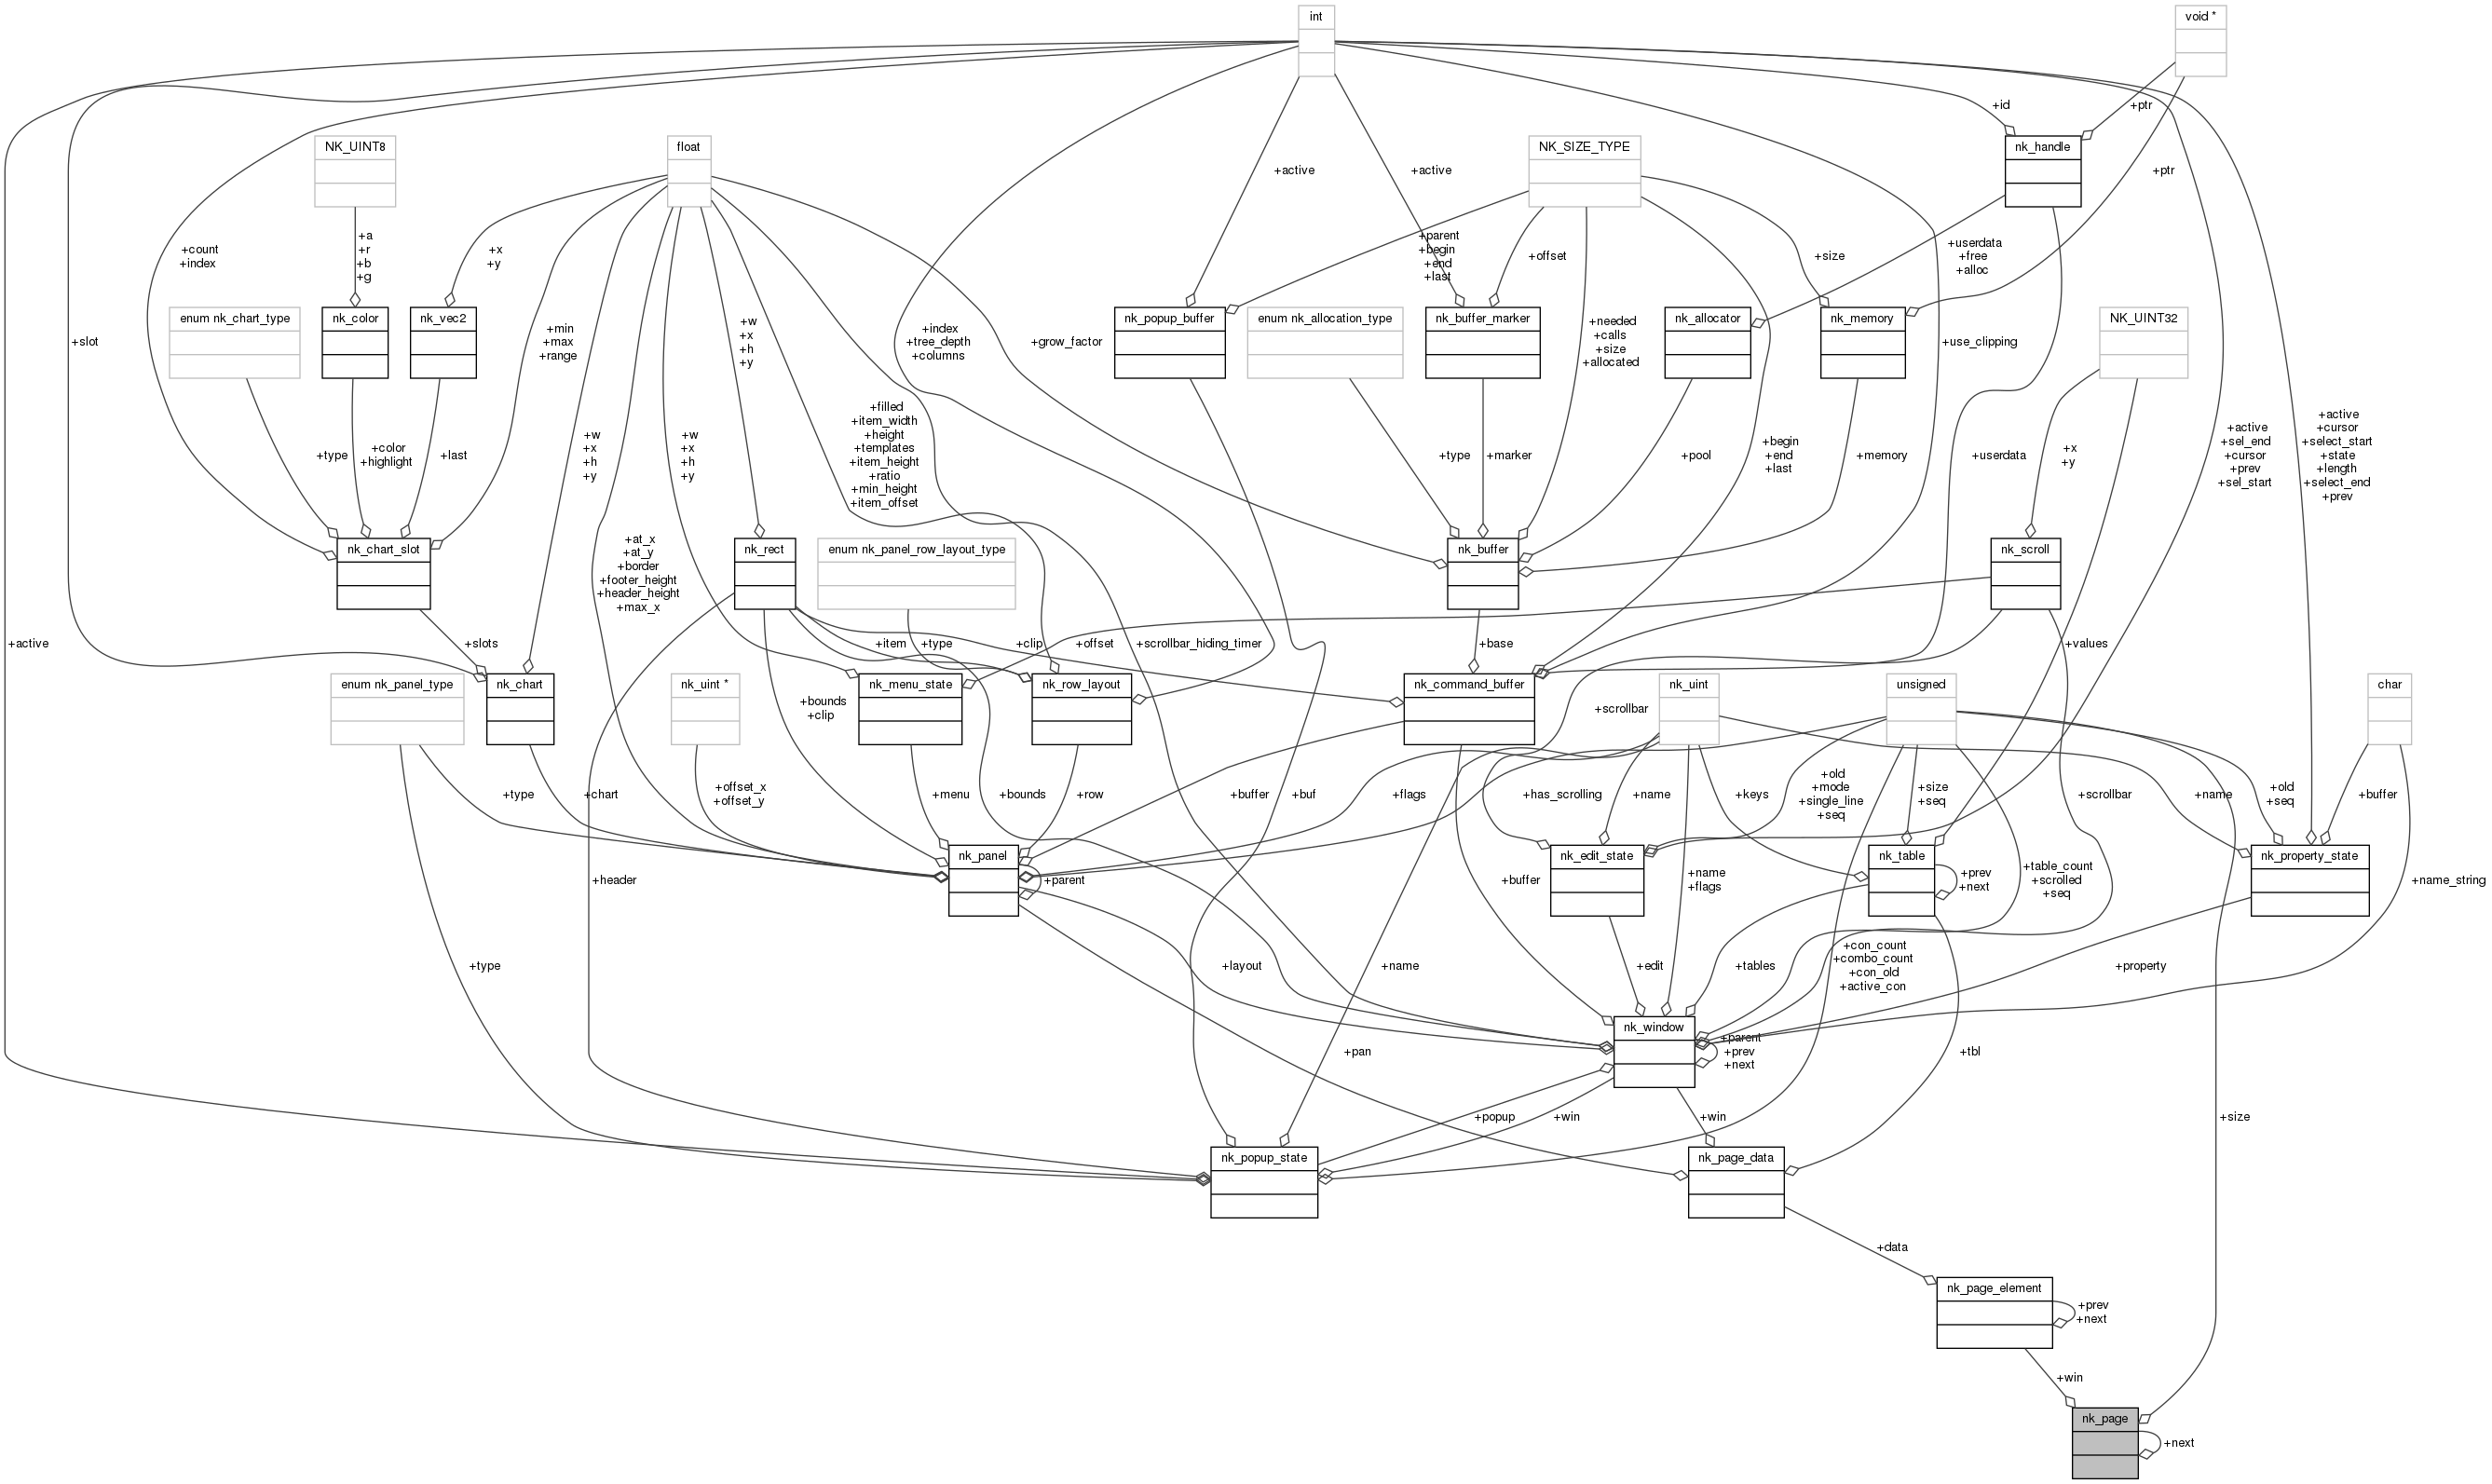 int
void *
+id
+ptr
NK_UINT8
float
NK_SIZE_TYPE
nk_handle
+active
+active
+ptr
+count
+index
+a
+r
+b
+g
+x
+y
+parent
+begin
+end
+last
+offset
+size
+userdata
+free
+alloc
enum nk_chart_type
nk_color
nk_vec2
nk_popup_buffer
enum nk_allocation_type
nk_buffer_marker
nk_allocator
nk_memory
NK_UINT32
+slot
+min
+max
+range
+w
+x
+h
+y
+index
+tree_depth
+columns
+grow_factor
+needed
+calls
+size
+allocated
+use_clipping
+type
+color
+highlight
+last
+w
+x
+h
+y
+w
+x
+h
+y
+filled
+item_width
+height
+templates
+item_height
+ratio
+min_height
+item_offset
+type
+marker
+pool
+begin
+end
+last
+memory
+userdata
+x
+y
+active
+sel_end
+cursor
+prev
+sel_start
+active
+cursor
+select_start
+state
+length
+select_end
+prev
nk_chart_slot
+at_x
+at_y
+border
+footer_height
+header_height
+max_x
nk_rect
enum nk_panel_row_layout_type
nk_buffer
nk_scroll
+active
+slots
+item
+type
+clip
+offset
+scrollbar_hiding_timer
+base
+values
enum nk_panel_type
nk_chart
nk_uint *
+bounds
+clip
nk_menu_state
nk_row_layout
nk_command_buffer
+scrollbar
nk_uint
unsigned
char
+type
+chart
+offset_x
+offset_y
+menu
+bounds
+row
+buffer
+buf
+flags
+has_scrolling
+name
+old
+mode
+single_line
+seq
+keys
+size
+seq
+scrollbar
+name
+old
+seq
+buffer
nk_panel
+parent
+header
+buffer
nk_edit_state
+name
+flags
nk_table
+prev
+next
+table_count
+scrolled
+seq
nk_property_state
+name_string
+type
+layout
+name
+edit
+tables
+con_count
+combo_count
+con_old
+active_con
+property
nk_window
+parent
+prev
+next
+pan
+tbl
+popup
+win
+win
+size
nk_popup_state
nk_page_data
+data
nk_page_element
+prev
+next
+win
nk_page
+next